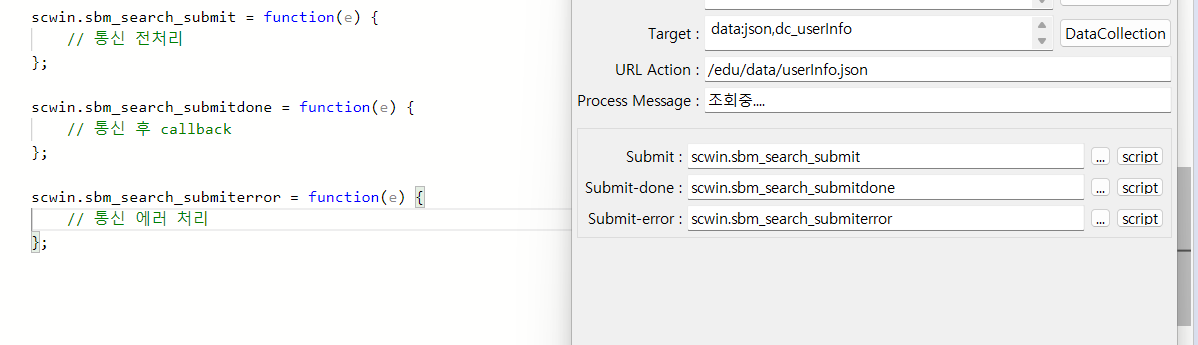 scwin.sbm_search_submit = function(e) {
// 통신 전처리
};
scwin.sbm_search_submitdone = function(e) {
// 통신 후 callback
};
scwin.sbm_search_submiterror = function(e) {
// 통신 에러 처리
};
Target : data:json,dc_userInfo DataCollection
URL Action : /edu/data/userInfo.json
Process Message : 조회중....
Submit : scwin.sbm_search_submit ... script
Submit-done : scwin.sbm_search_submitdone ... script
Submit-error : scwin.sbm_search_submiterror ... script